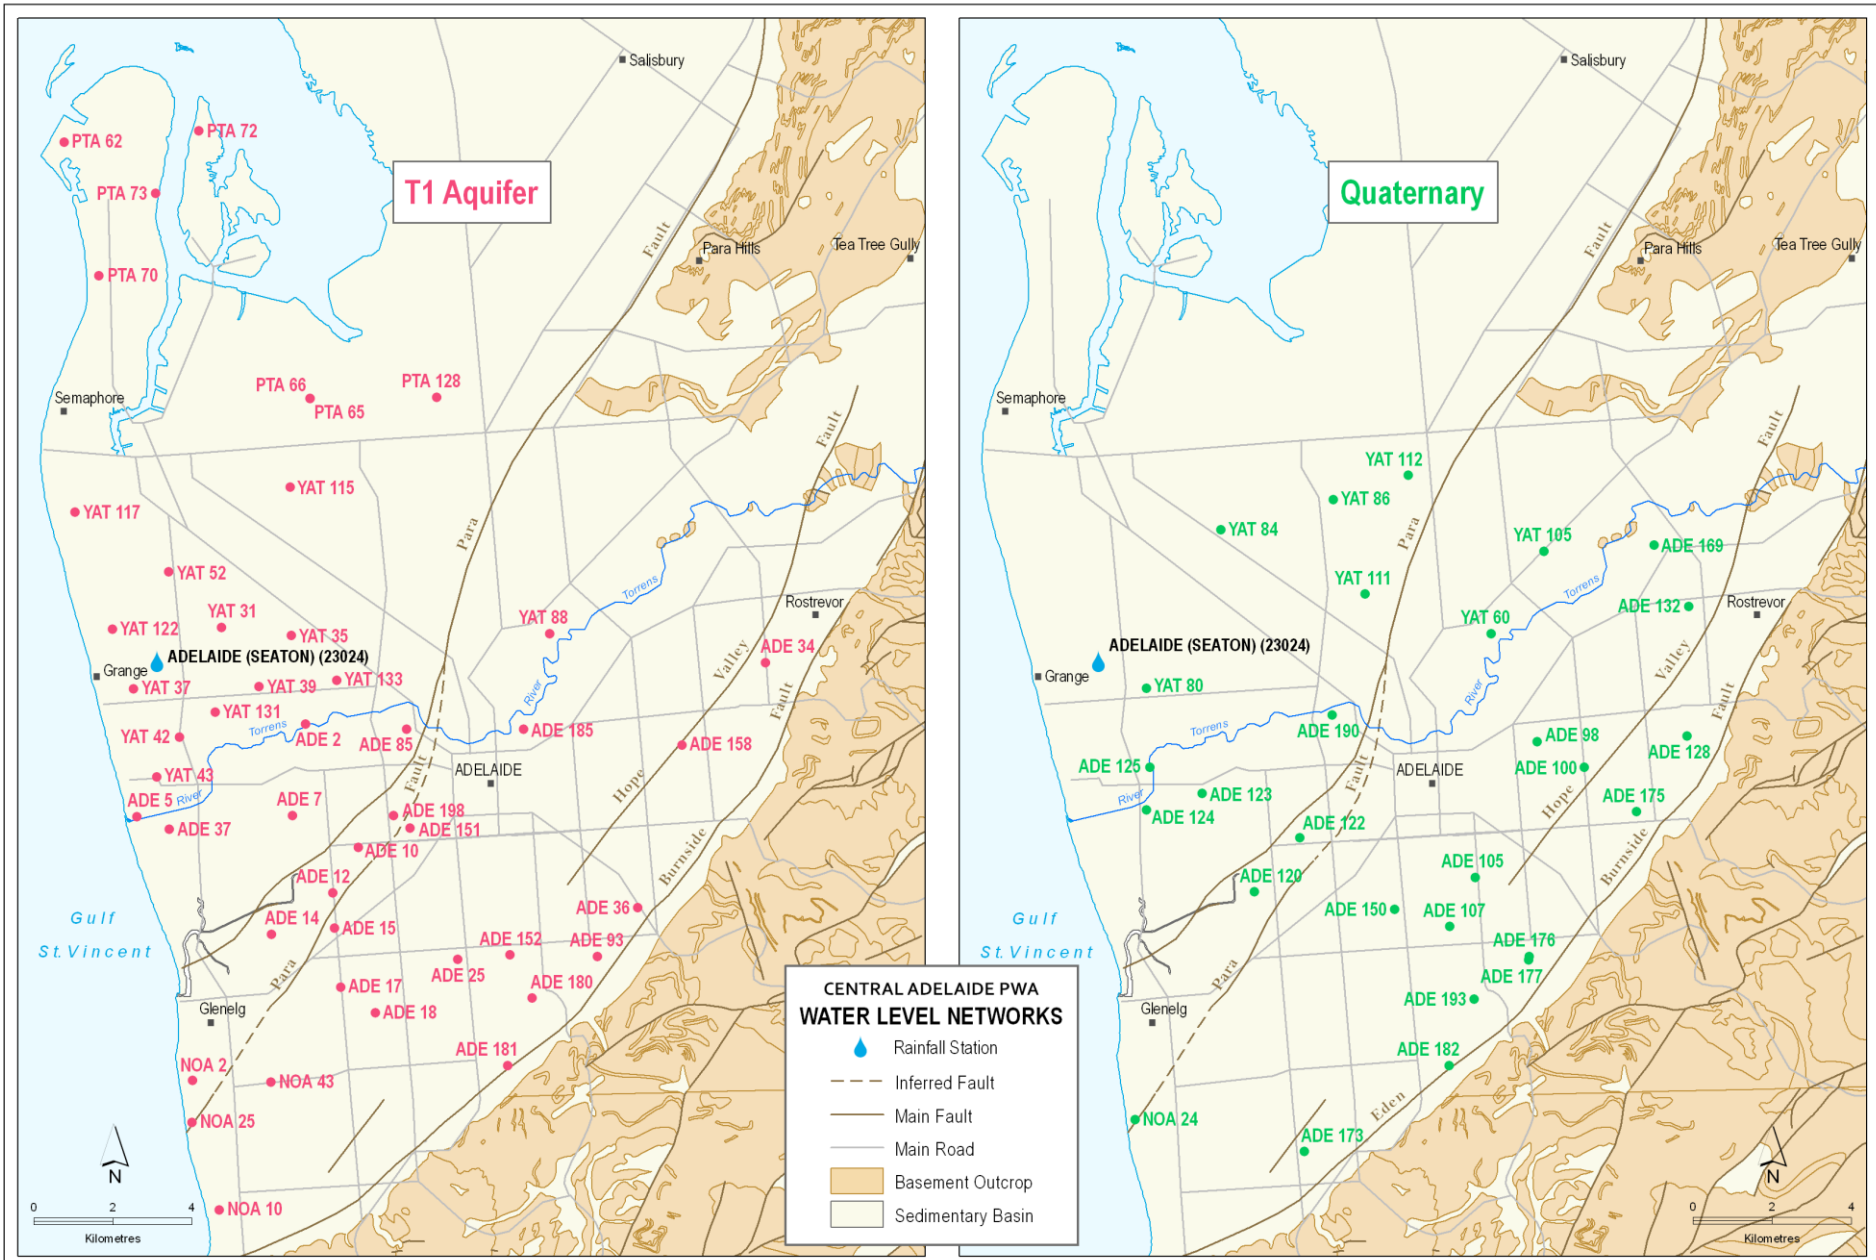 Salisbury
PTA 62
PTA 72
T1 Aquifer
PTA 73
Fault
Para Hills
Tea Tree Gully
PTA 70
PTA 66
PTA 128
Semaphore
PTA 65
Fault
YAT 115
YAT 117
Para
YAT 52
Torrens
Rostrevor
YAT 31
YAT 88
YAT 122
YAT 35
ADE 34
ADELAIDE (SEATON) (23024)
Grange
Valley
YAT 133
YAT 37
YAT 39
River
Fault
YAT 131
Torrens
YAT 42
ADE 2
ADE 85
ADE 185
ADE 158
YAT 43
Fault
ADELAIDE
Hope
ADE 5
River
ADE 7
ADE 198
ADE 37
ADE 151
ADE 10
Burnside
ADE 12
ADE 36
Gulf
ADE 14
ADE 15
St.Vincent
ADE 152
ADE 93
ADE 25
Para
ADE 17
ADE 180
Glenelg
ADE 18
ADE 181
NOA 2
NOA 43
NOA 25
N
NOA 10
0 2 4
Kilometres
Salisbury
Quaternary
Fault
Para Hills
Tea Tree Gully
Semaphore
Fault
YAT 112
YAT 86
YAT 84
Para
YAT 105
ADE 169
YAT 111
Torrens
ADE 132
Rostrevor
YAT 60
ADELAIDE (SEATON) (23024)
Grange
Valley
YAT 80
River
Fault
Torrens
ADE 190
ADE 98
ADE 128
ADE 125
Fault
ADELAIDE
ADE 100
River
ADE 123
Hope
ADE 175
ADE 124
ADE 122
Burnside
ADE 105
ADE 120
ADE 150
ADE 107
Gulf
St.Vincent
ADE 176
Para
ADE 177
ADE 193
Glenelg
ADE 182
Eden
NOA 24
ADE 173
N
0 2 4
Kilometres
CENTRAL ADELAIDE PWA
WATER LEVEL NETWORKS
Rainfall Station
Inferred Fault
Main Fault
Main Road
Basement Outcrop
Sedimentary Basin